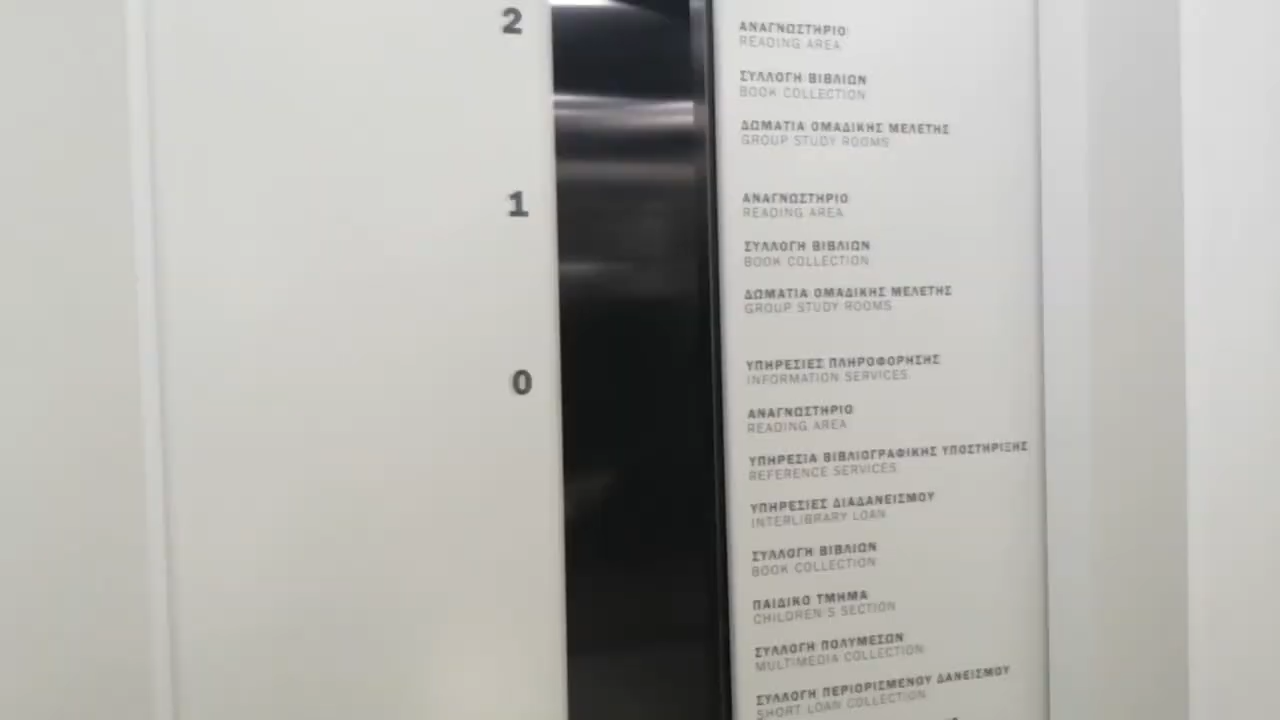 2
ΑΝΑΓΝΩΣΤΗΡΙΟ
READING AREA
ΣΥΛΛΟΓΗ ΒΙΒΛΙΩΝ
BOOK COLLECTION
ΔΩΜΑΤΙΑ ΟΜΑΔΙΚΗΣ ΜΕΛΕΤΗΣ
GROUP STUDY ROOMS
1
ΑΝΑΓΝΩΣΤΗΡΙΟ
READING AREA
ΣΥΛΛΟΓΗ ΒΙΒΛΙΩΝ
BOOK COLLECTION
ΔΩΜΑΤΙΑ ΟΜΑΔΙΚΗΣ ΜΕΛΕΤΗΣ
GROUP STUDY ROOMS
0
ΥΠΗΡΕΣΙΕΣ ΠΛΗΡΟΦΟΡΗΣΗΣ
INFORMATION SERVICES
ΑΝΑΓΝΩΣΤΗΡΙΟ
READING AREA
ΥΠΗΡΕΣΙΑ ΒΙΒΛΙΟΓΡΑΦΙΚΗΣ ΥΠΟΣΤΗΡΙΞΗΣ
REFERENCE SERVICES
ΥΠΗΡΕΣΙΕΣ ΔΙΑΔΑΝΕΙΣΜΟΥ
INTERLIBRARY LOAN
ΣΥΛΛΟΓΗ ΒΙΒΛΙΩΝ
BOOK COLLECTION
ΠΑΙΔΙΚΟ ΤΜΗΜΑ
CHILDREN'S SECTION
ΣΥΛΛΟΓΗ ΠΟΛΥΜΕΣΩΝ
MULTIMEDIA COLLECTION
ΣΥΛΛΟΓΗ ΠΕΡΙΟΡΙΣΜΕΝΟΥ ΔΑΝΕΙΣΜΟΥ
SHORT LOAN COLLECTION